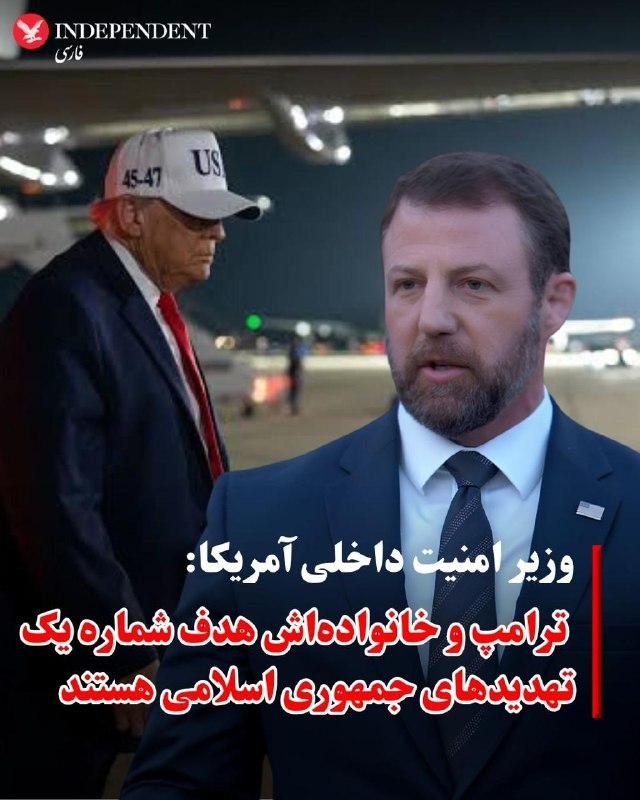 INDEPENDENT
فارسی
45-47
US
وزیر امنیت داخلی آمریکا:
ترامپ و خانواده‌اش هدف شماره یک
تهدیدهای جمهوری اسلامی هستند